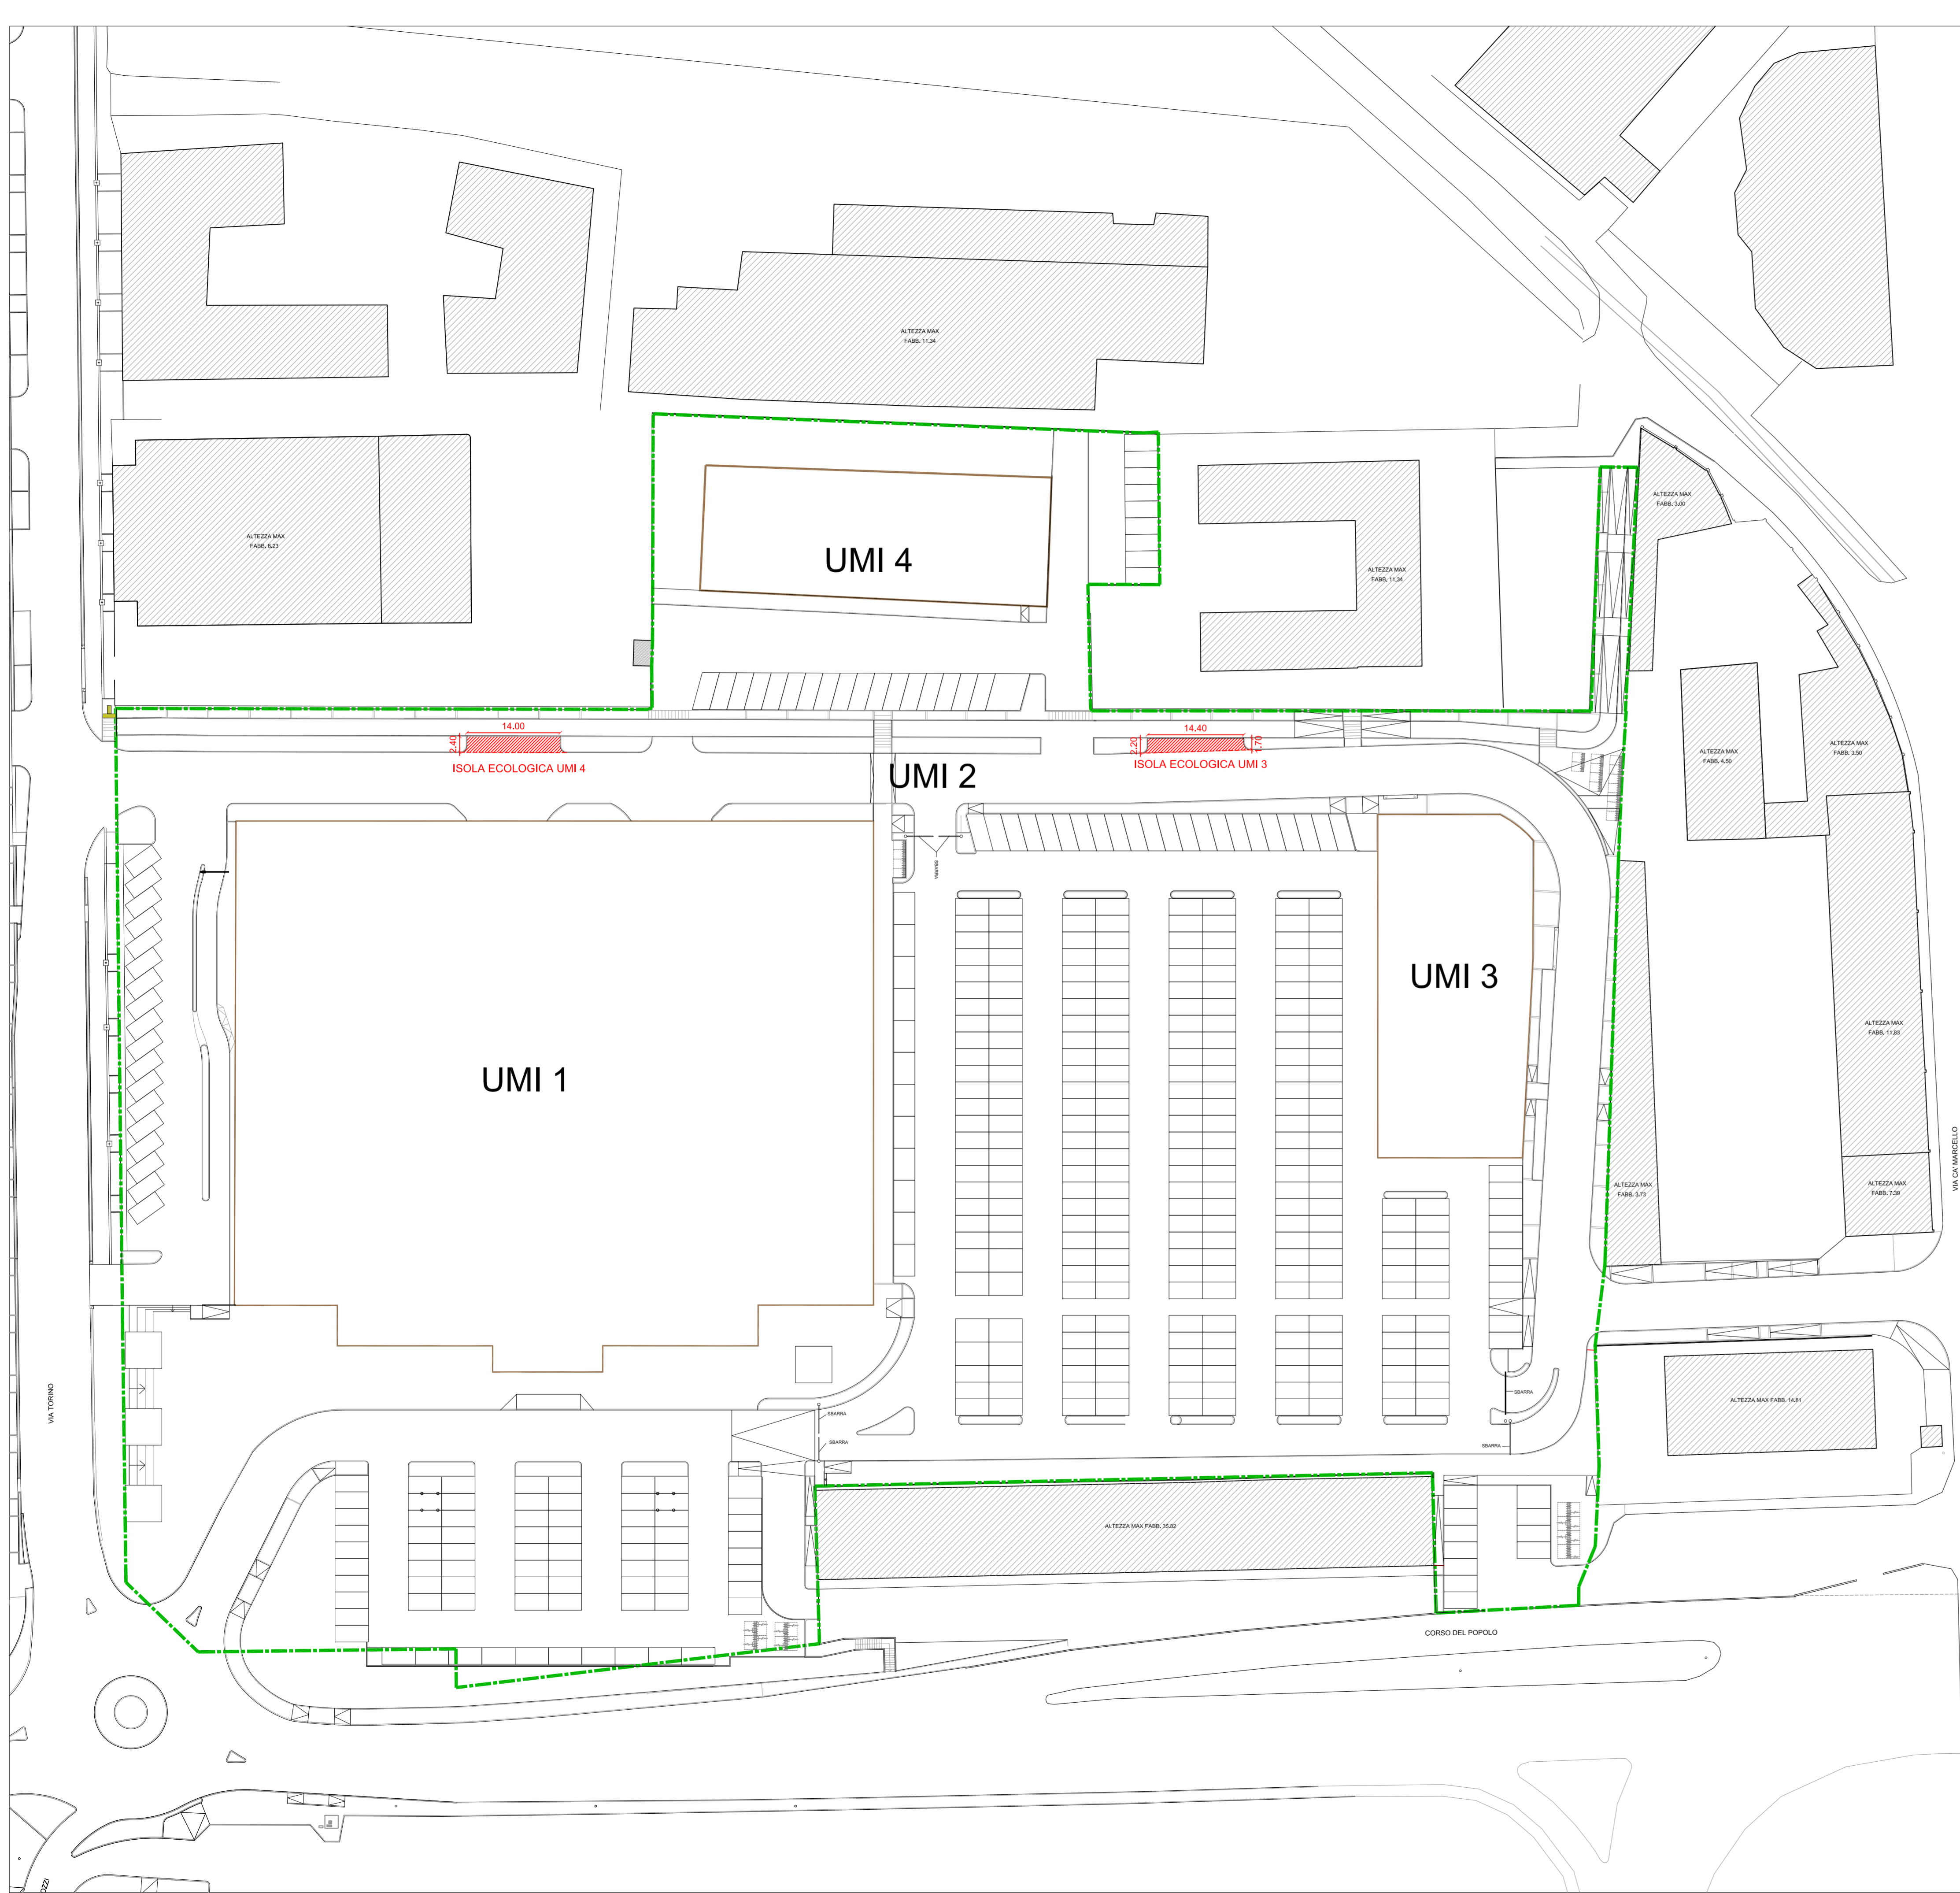 ALTEZZA MAX
FABB. 11,34
ALTEZZA MAX
FABB. 8,23
UMI 4
ALTEZZA MAX
FABB. 3,00
ALTEZZA MAX
FABB. 11,34
14.00
2.40
ISOLA ECOLOGICA UMI 4
14.40
2.20
1.70
ISOLA ECOLOGICA UMI 3
UMI 2
ALTEZZA MAX
FABB. 4,50
ALTEZZA MAX
FABB. 3,50
SBARRA
UMI 3
UMI 1
ALTEZZA MAX
FABB. 11,83
ALTEZZA MAX
FABB. 3,73
ALTEZZA MAX
FABB. 7,39
VIA CA' MARCELLO
VIA TORINO
SBARRA
SBARRA
SBARRA
SBARRA
ALTEZZA MAX FABB. 14,81
ALTEZZA MAX FABB. 35,52
CORSO DEL POPOLO